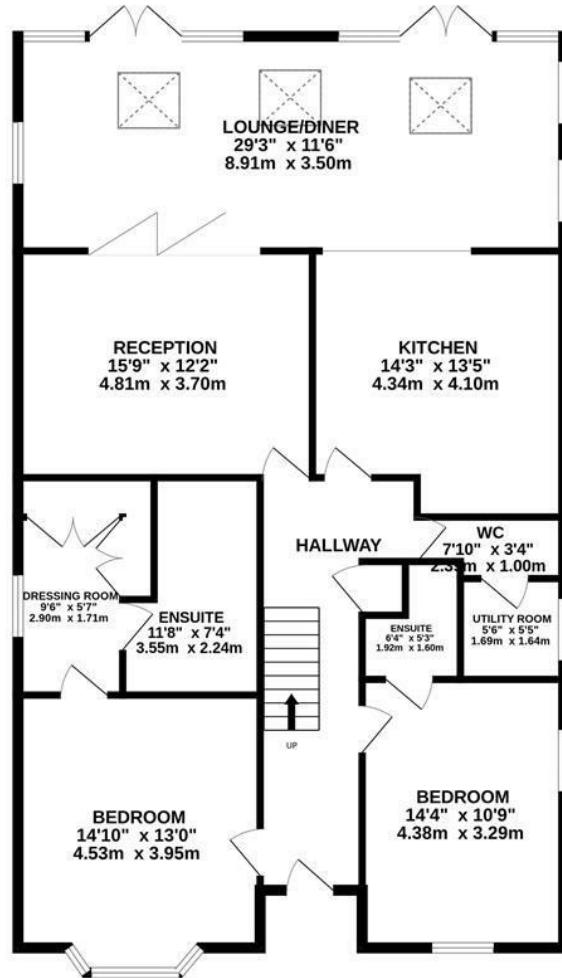 LOUNGE/DINER
29'3" x 11'6"
8.91m x 3.50m
RECEPTION
15'9" x 12'2"
4.81m x 3.70m
KITCHEN
14'3" x 13'5"
4.34m x 4.10m
HALLWAY
WC
7'10" x 3'4"
2.39m x 1.00m
DRESSING ROOM
9'6" x 5'7"
2.90m x 1.71m
ENSUITE
11'8" x 7'4"
3.55m x 2.24m
ENSUITE
6'4" x 5'3"
1.92m x 1.60m
UTILITY ROOM
5'6" x 5'5"
1.69m x 1.64m
UP
BEDROOM
14'10" x 13'0"
4.53m x 3.95m
BEDROOM
14'4" x 10'9"
4.38m x 3.29m